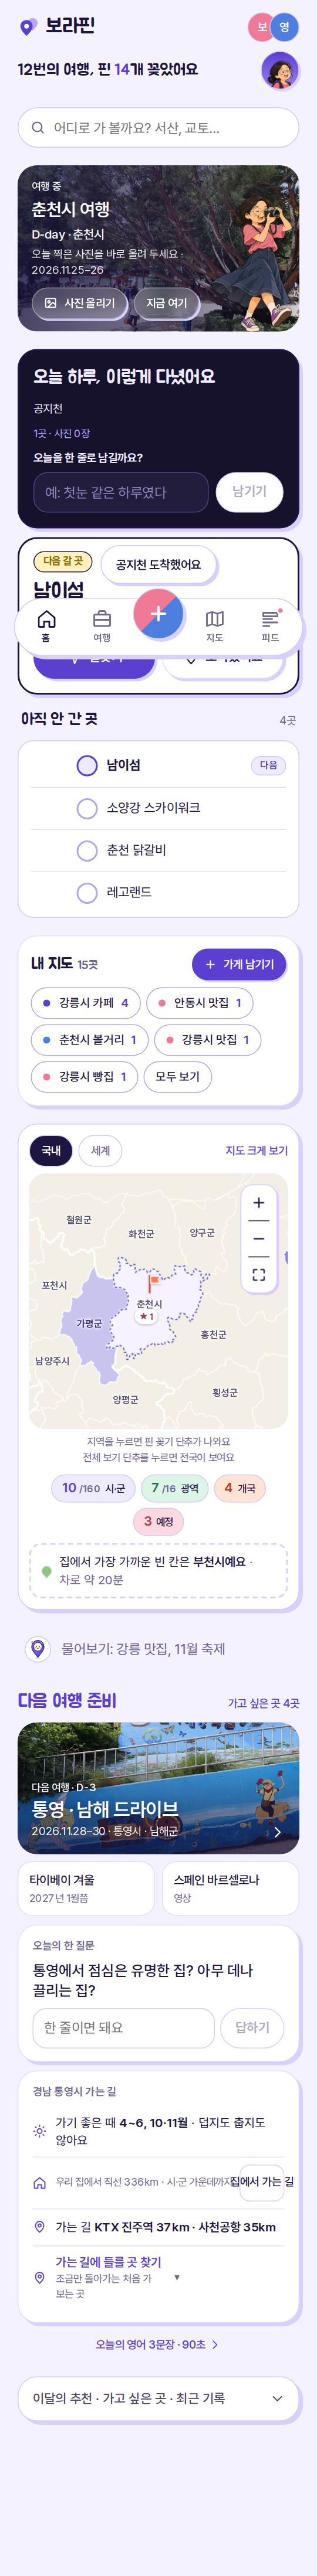 보라핀
보 영
12번의 여행, 핀 14개 꽂았어요
어디로 가 볼까요? 서산, 교토...
여행 중
춘천시 여행
D-day · 춘천시
오늘 찍은 사진을 바로 올려 두세요 ·
2026.11.25–26
사진 올리기 지금 여기
오늘 하루, 이렇게 다녔어요
공지천
1곳 · 사진 0장
오늘을 한 줄로 남길까요?
예: 첫눈 같은 하루였다 남기기
다음 갈 곳 공지천 도착했어요
남이섬
홈 여행 지도 피드
아직 안 간 곳 4곳
남이섬 다음
소양강 스카이워크
춘천 닭갈비
레고랜드
내 지도 15곳 가게 남기기
강릉시 카페 4 안동시 맛집 1
춘천시 볼거리 1 강릉시 맛집 1
강릉시 빵집 1 모두 보기
국내 세계 지도 크게 보기
철원군
화천군 양구군
포천시
춘천시
★ 1
가평군
홍천군
남양주시
횡성군
양평군
지역을 누르면 핀 꽂기 단추가 나와요
전체 보기 단추를 누르면 전국이 보여요
10 /160 시·군 7 /16 광역 4 개국
3 예정
집에서 가장 가까운 빈 칸은 부천시예요 ·
차로 약 20분
물어보기: 강릉 맛집, 11월 축제
다음 여행 준비 가고 싶은 곳 4곳
다음 여행 · D-3
통영 · 남해 드라이브
2026.11.28–30 · 통영시 · 남해군
타이베이 겨울
2027년 1월쯤
스페인 바르셀로나
영상
오늘의 한 질문
통영에서 점심은 유명한 집? 아무 데나
끌리는 집?
한 줄이면 돼요 답하기
경남 통영시 가는 길
가기 좋은 때 4~6, 10·11월 · 덥지도 춥지도
않아요
우리 집에서 직선 336km · 시·군 가운데까지 집에서 가는 길
가는 길 KTX 진주역 37km · 사천공항 35km
가는 길에 들를 곳 찾기
조금만 돌아가는 처음 가
보는 곳
오늘의 영어 3문장 · 90초
이달의 추천 · 가고 싶은 곳 · 최근 기록